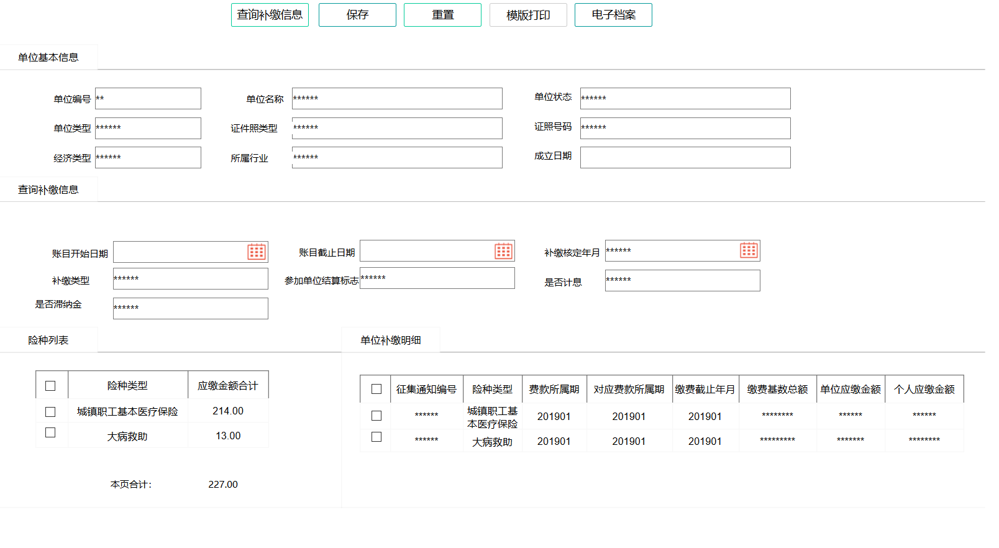 查询补缴信息 保存 重置 模版打印 电子档案
单位基本信息
单位编号 ** 单位名称 ****** 单位状态 ******
单位类型 ****** 证件照类型 ****** 证照号码 ******
经济类型 ****** 所属行业 ****** 成立日期
查询补缴信息
账目开始日期 账目截止日期 补缴核定年月 ******
补缴类型 ****** 参加单位结算标志 ****** 是否计息 ******
是否滞纳金 ******
险种列表
险种类型 应缴金额合计
城镇职工基本医疗保险 214.00
大病救助 13.00
本页合计: 227.00
单位补缴明细
征集通知编号 险种类型 费款所属期 对应费款所属期 缴费截止年月 缴费基数总额 单位应缴金额 个人应缴金额
****** 城镇职工基 201901 201901 201901 ******** ****** ******
本医疗保险
****** 大病救助 201901 201901 201901 ********* ******* ********